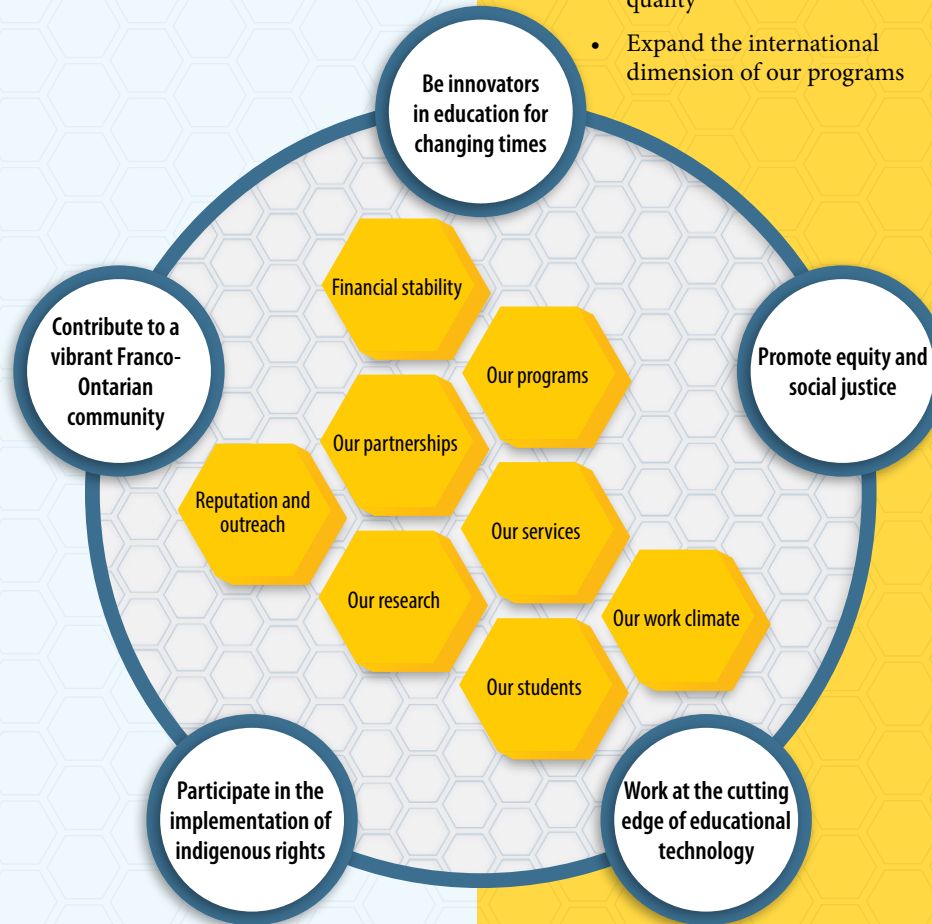 quality
• Expand the international
dimension of our programs
Be innovators
in education for
changing times
Financial stability
Contribute to a
vibrant Franco-
Ontarian
community
Our programs
Promote equity and
social justice
Our partnerships
Reputation and
outreach
Our services
Our research
Our work climate
Our students
Participate in the
implementation of
indigenous rights
Work at the cutting
edge of educational
technology